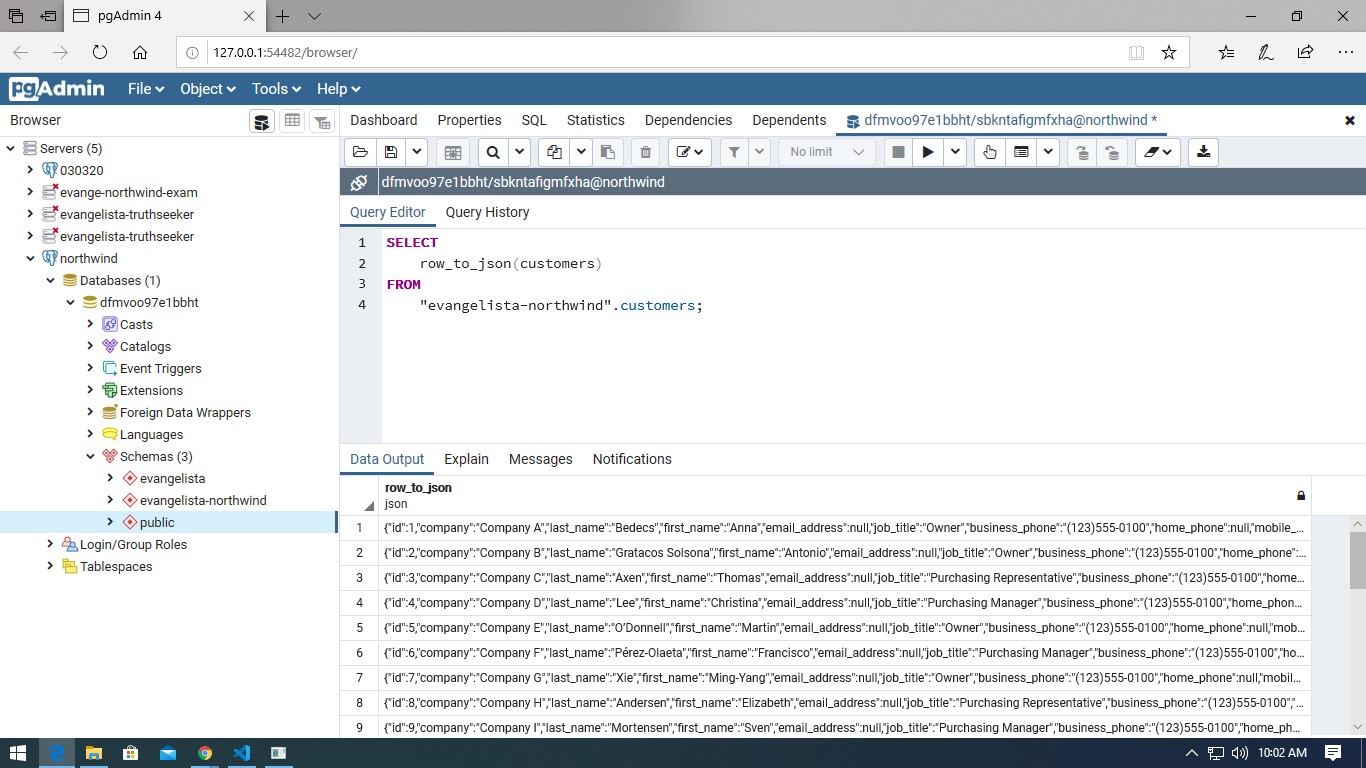 pgAdmin 4
127.0.0.1:54482/browser/
pgAdmin File Object Tools Help
Browser
Dashboard Properties SQL Statistics Dependencies Dependents dfmvoo97e1bbht/sbkntafigmfxha@northwind *
Servers (5)
030320
evange-northwind-exam
evangelista-truthseeker
evangelista-truthseeker
northwind
Databases (1)
dfmvoo97e1bbht
Casts
Catalogs
Event Triggers
Extensions
Foreign Data Wrappers
Languages
Schemas (3)
evangelista
evangelista-northwind
public
Login/Group Roles
Tablespaces
No limit
dfmvoo97e1bbht/sbkntafigmfxha@northwind
Query Editor Query History
1 SELECT
2 row_to_json(customers)
3 FROM
4 "evangelista-northwind".customers;
Data Output Explain Messages Notifications
row_to_json
json
1 {"id":1,"company":"Company A","last_name":"Bedecs","first_name":"Anna","email_address":null,"job_title":"Owner","business_phone":"(123)555-0100","home_phone":null,"mobile_...
2 {"id":2,"company":"Company B","last_name":"Gratacos Solsona","first_name":"Antonio","email_address":null,"job_title":"Owner","business_phone":"(123)555-0100","home_phone":...
3 {"id":3,"company":"Company C","last_name":"Axen","first_name":"Thomas","email_address":null,"job_title":"Purchasing Representative","business_phone":"(123)555-0100","home...
4 {"id":4,"company":"Company D","last_name":"Lee","first_name":"Christina","email_address":null,"job_title":"Purchasing Manager","business_phone":"(123)555-0100","home_phon...
5 {"id":5,"company":"Company E","last_name":"O’Donnell","first_name":"Martin","email_address":null,"job_title":"Owner","business_phone":"(123)555-0100","home_phone":null,"mob...
6 {"id":6,"company":"Company F","last_name":"Pérez-Olaeta","first_name":"Francisco","email_address":null,"job_title":"Purchasing Manager","business_phone":"(123)555-0100","ho...
7 {"id":7,"company":"Company G","last_name":"Xie","first_name":"Ming-Yang","email_address":null,"job_title":"Owner","business_phone":"(123)555-0100","home_phone":null,"mobil...
8 {"id":8,"company":"Company H","last_name":"Andersen","first_name":"Elizabeth","email_address":null,"job_title":"Purchasing Representative","business_phone":"(123)555-0100","...
9 {"id":9,"company":"Company I","last_name":"Mortensen","first_name":"Sven","email_address":null,"job_title":"Purchasing Manager","business_phone":"(123)555-0100","home_ph...
10:02 AM